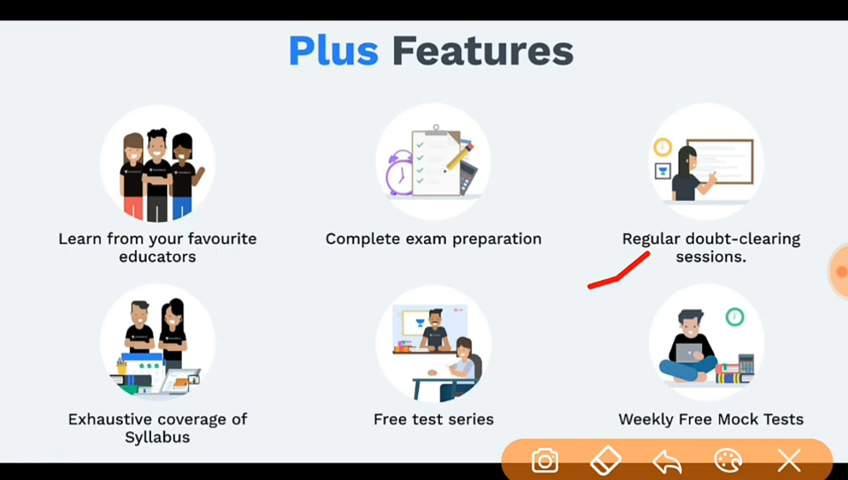 Plus Features
Learn from your favourite
educators
Complete exam preparation
Regular doubt-clearing
sessions.
Exhaustive coverage of
Syllabus
Free test series
Weekly Free Mock Tests